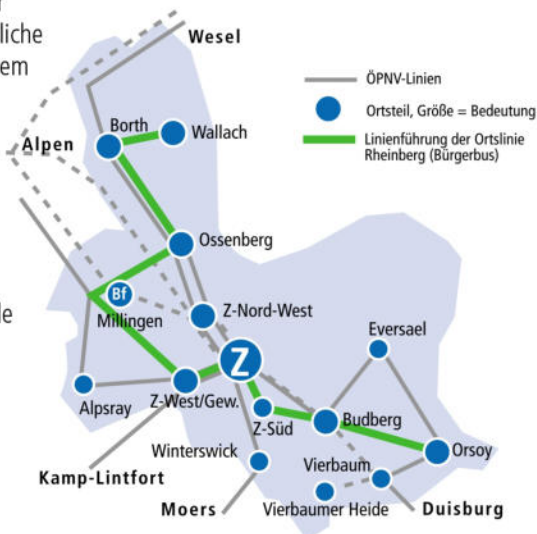 liche
em
Wesel
ÖPNV-Linien
Ortsteil, Größe = Bedeutung
Linienführung der Ortslinie
Rheinberg (Bürgerbus)
Borth
Wallach
Alpen
Ossenberg
Bf
Millingen
Z-Nord-West
le
Eversael
Z
Alpsray
Z-West/Gew.
Z-Süd
Budberg
Winterswick
Orsoy
Vierbaum
Kamp-Lintfort
Moers
Vierbaumer Heide
Duisburg